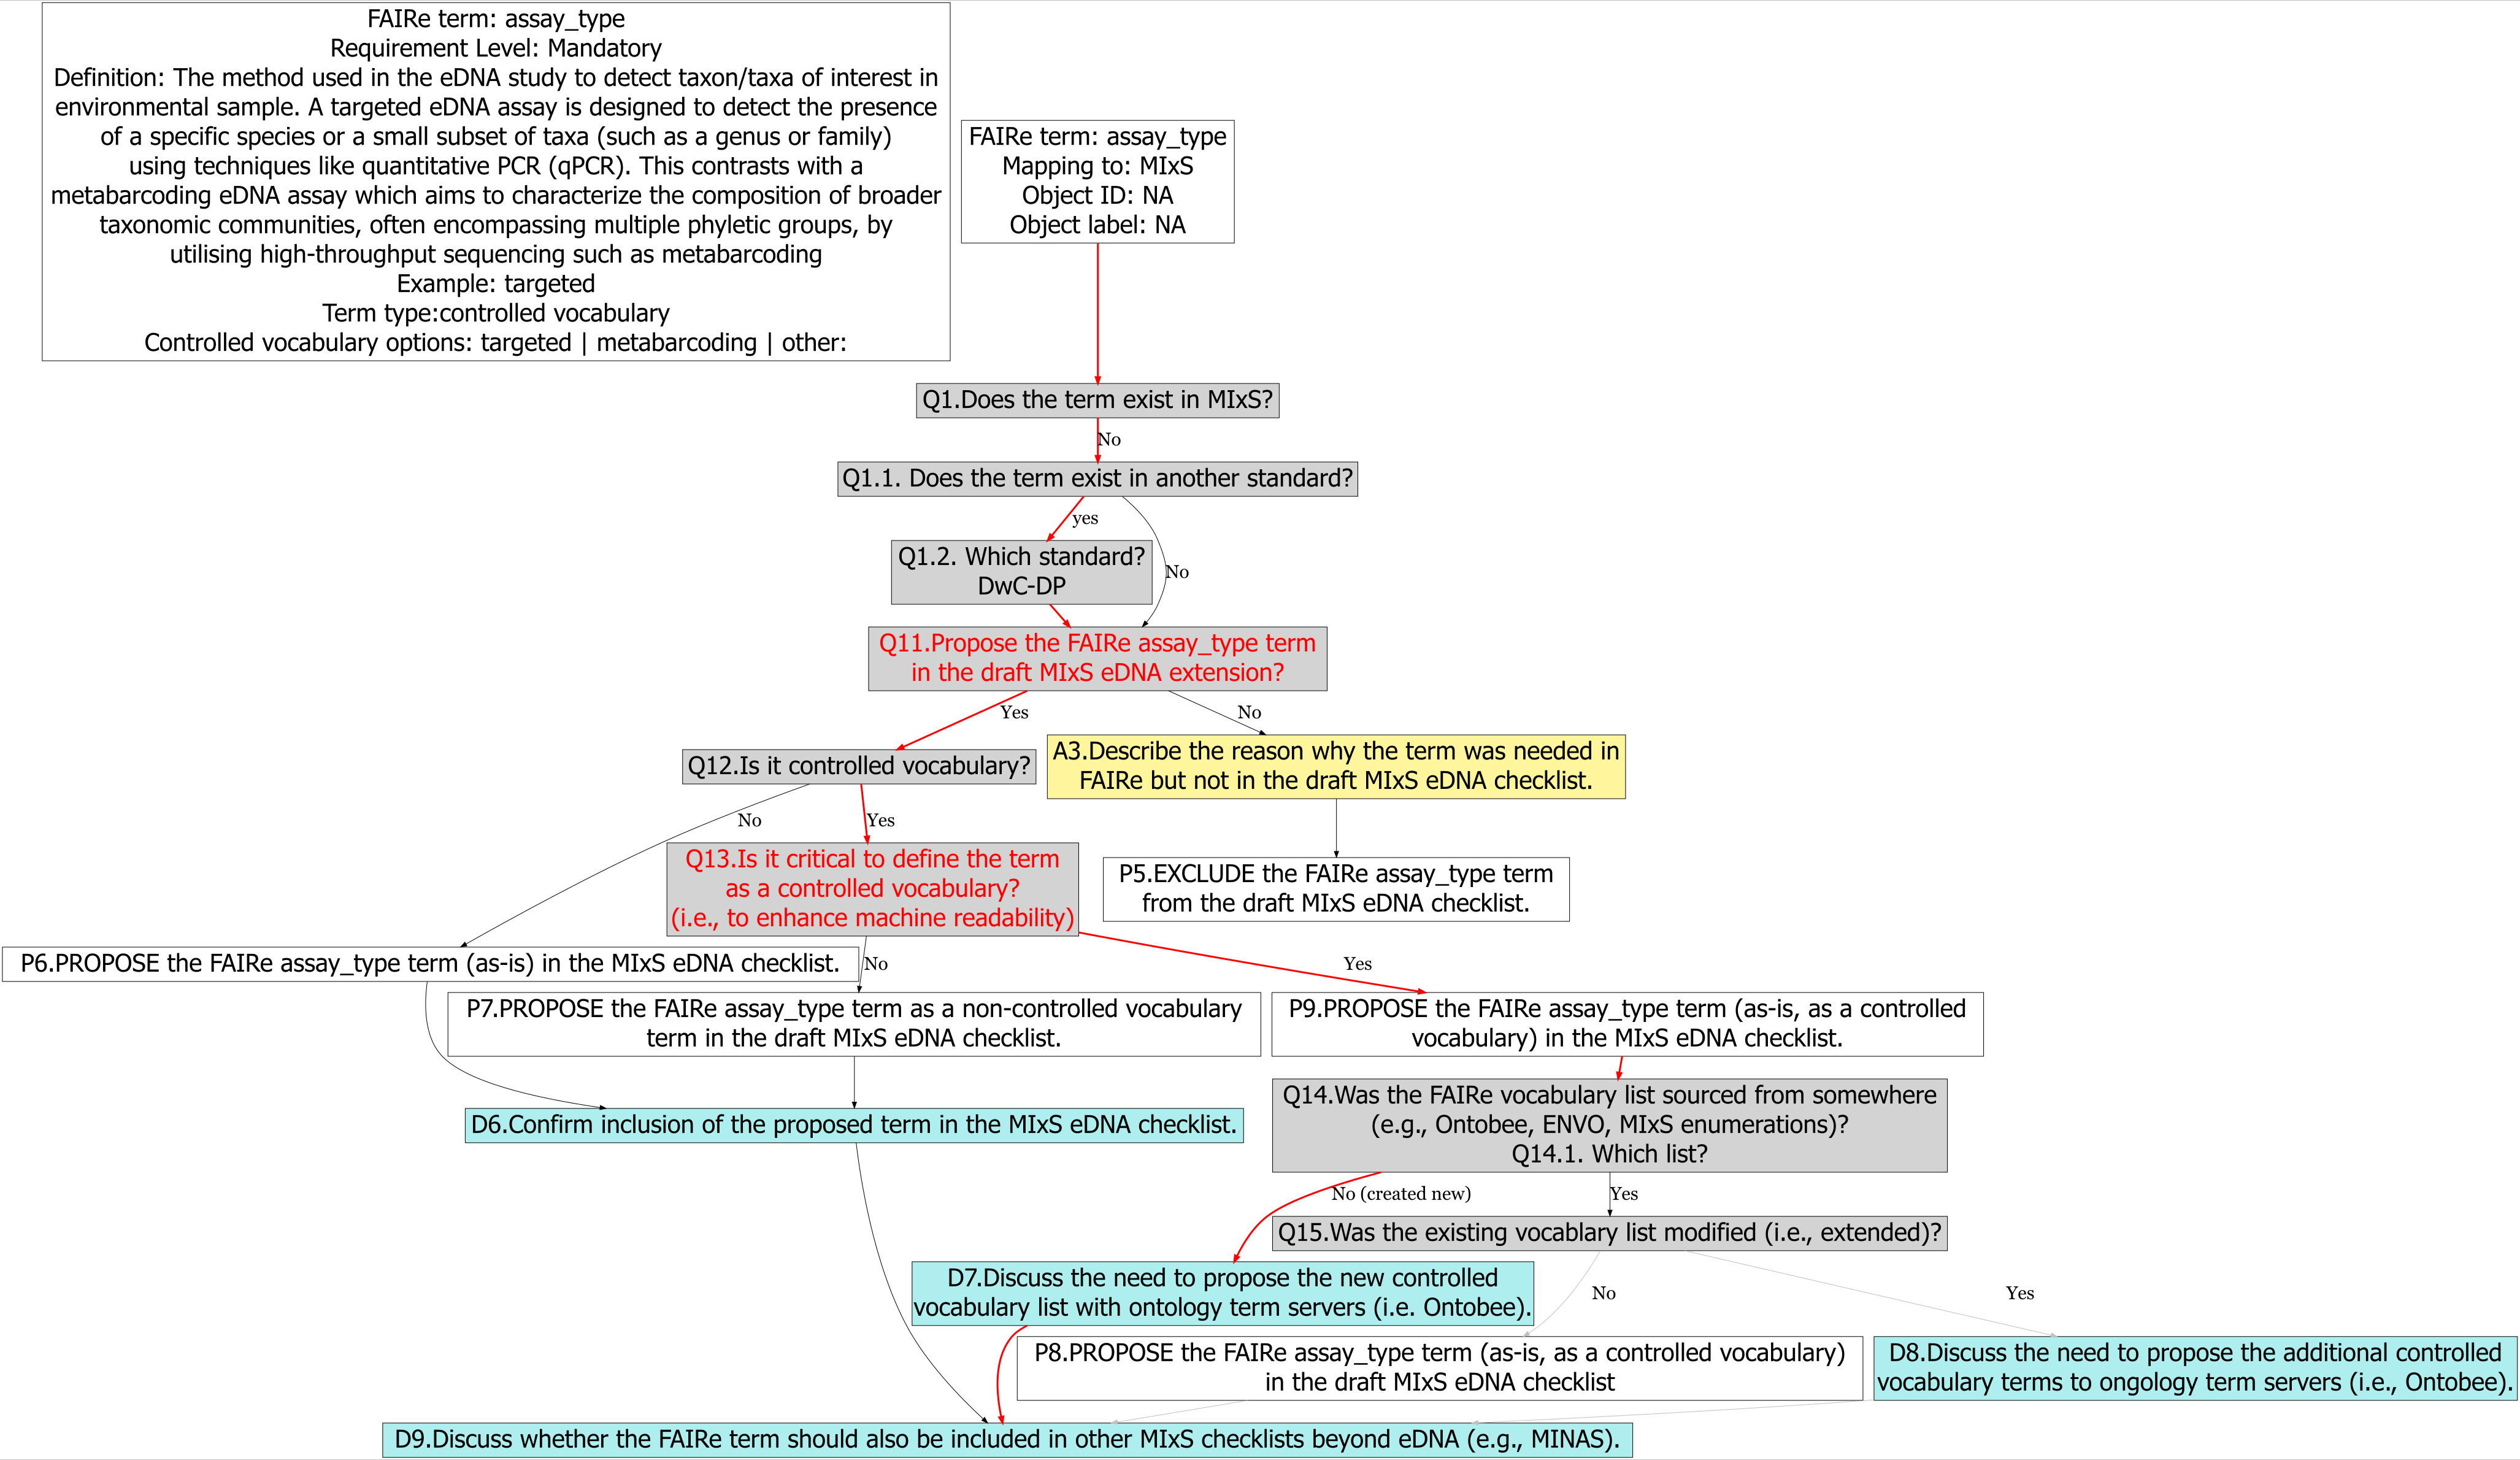 FAIRe term: assay_type
Requirement Level: Mandatory
Definition: The method used in the eDNA study to detect taxon/taxa of interest in
environmental sample. A targeted eDNA assay is designed to detect the presence
of a specific species or a small subset of taxa (such as a genus or family)
using techniques like quantitative PCR (qPCR). This contrasts with a
metabarcoding eDNA assay which aims to characterize the composition of broader
taxonomic communities, often encompassing multiple phyletic groups, by
utilising high-throughput sequencing such as metabarcoding
Example: targeted
Term type:controlled vocabulary
Controlled vocabulary options: targeted | metabarcoding | other:
FAIRe term: assay_type
Mapping to: MIxS
Object ID: NA
Object label: NA
Q1.Does the term exist in MIxS?
No
Q1.1. Does the term exist in another standard?
yes
Q1.2. Which standard?
DwC-DP
No
Q11.Propose the FAIRe assay_type term
in the draft MIxS eDNA extension?
Yes
No
Q12.Is it controlled vocabulary?
A3.Describe the reason why the term was needed in
FAIRe but not in the draft MIxS eDNA checklist.
No
Yes
Q13.Is it critical to define the term
as a controlled vocabulary?
(i.e., to enhance machine readability)
P5.EXCLUDE the FAIRe assay_type term
from the draft MIxS eDNA checklist.
P6.PROPOSE the FAIRe assay_type term (as-is) in the MIxS eDNA checklist.
No
Yes
P7.PROPOSE the FAIRe assay_type term as a non-controlled vocabulary
term in the draft MIxS eDNA checklist.
P9.PROPOSE the FAIRe assay_type term (as-is, as a controlled
vocabulary) in the MIxS eDNA checklist.
Q14.Was the FAIRe vocabulary list sourced from somewhere
(e.g., Ontobee, ENVO, MIxS enumerations)?
Q14.1. Which list?
D6.Confirm inclusion of the proposed term in the MIxS eDNA checklist.
No (created new)
Yes
Q15.Was the existing vocablary list modified (i.e., extended)?
D7.Discuss the need to propose the new controlled
vocabulary list with ontology term servers (i.e. Ontobee).
No
Yes
P8.PROPOSE the FAIRe assay_type term (as-is, as a controlled vocabulary)
in the draft MIxS eDNA checklist
D8.Discuss the need to propose the additional controlled
vocabulary terms to ongology term servers (i.e., Ontobee).
D9.Discuss whether the FAIRe term should also be included in other MIxS checklists beyond eDNA (e.g., MINAS).